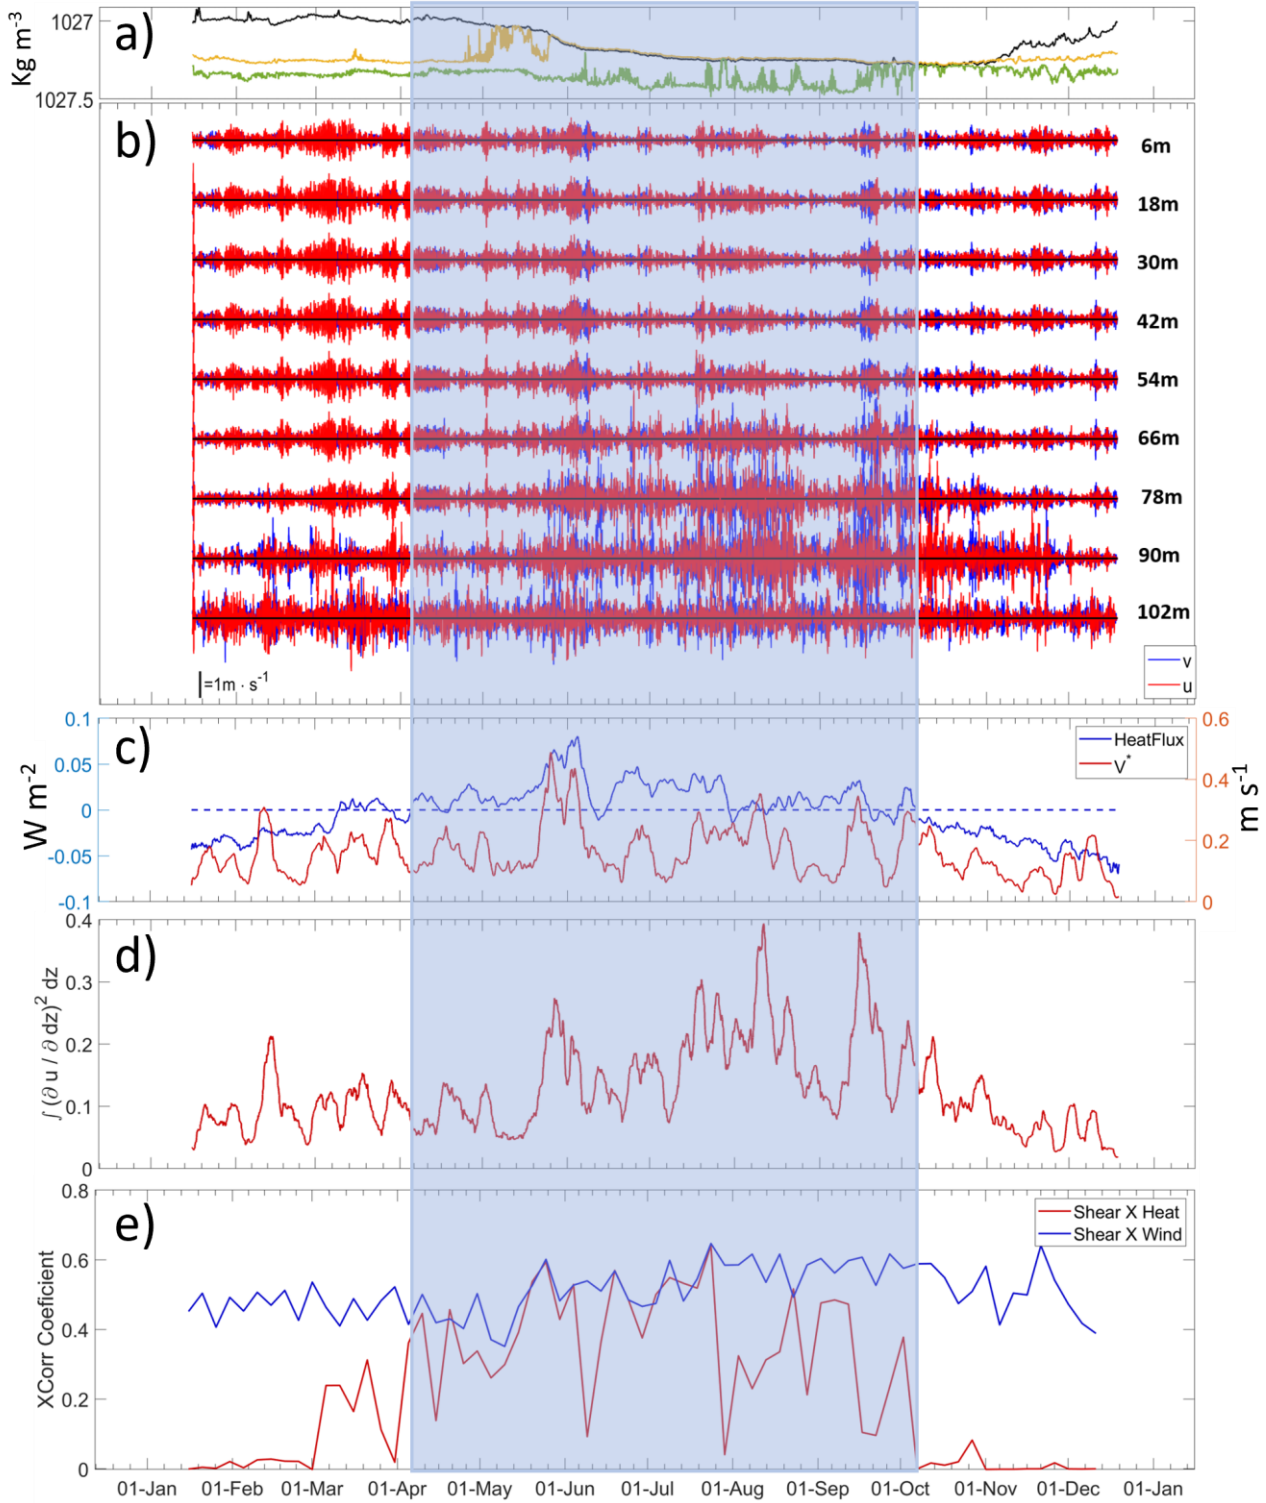 a)
Kg m-3
1027
1027.5
b)
6m
18m
30m
42m
54m
66m
78m
90m
102m
=1m · s-1
v
u
c)
W m-2
0.1
0.05
0
-0.05
-0.1
HeatFlux
V*
0.6
0.4
0.2
0
m s-1
d)
∫ (∂ u / ∂ dz)2 dz
0.4
0.3
0.2
0.1
0
e)
XCorr Coeficient
0.8
0.6
0.4
0.2
0
Shear X Heat
Shear X Wind
01-Jan 01-Feb 01-Mar 01-Apr 01-May 01-Jun 01-Jul 01-Aug 01-Sep 01-Oct 01-Nov 01-Dec 01-Jan